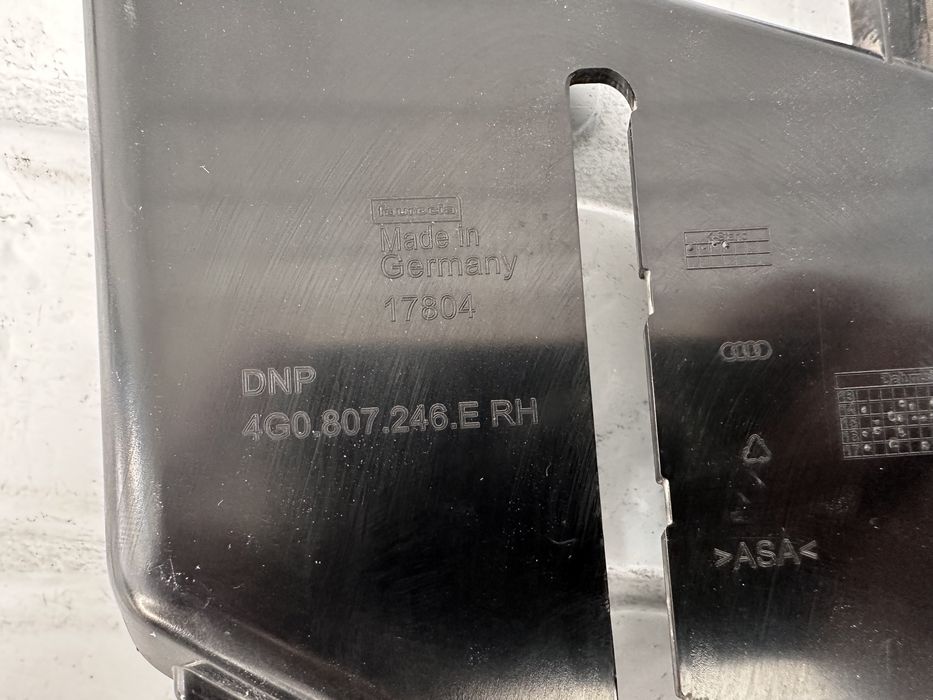 faurecia
Made in
Germany
17804
DNP
4G0.807.246.E RH
>ASA<